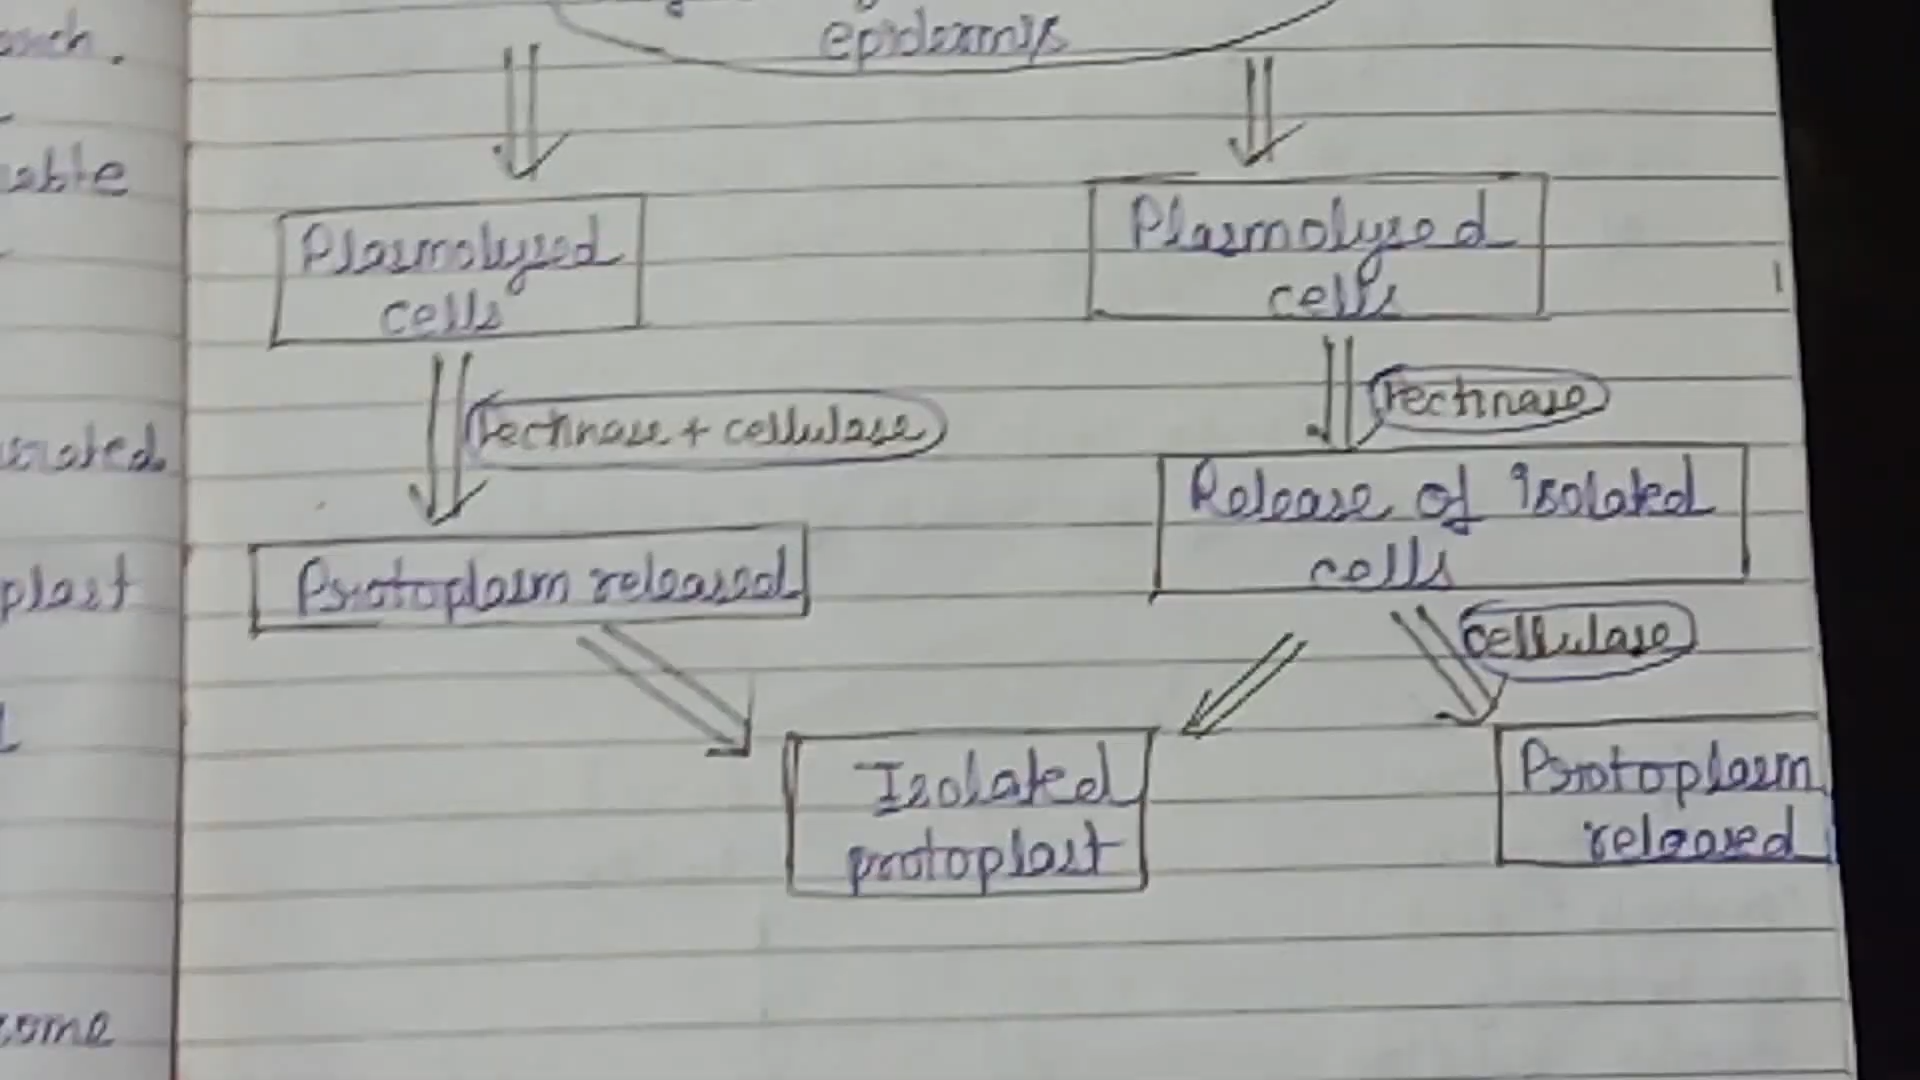 epidermis
Plasmolysed
cells
Plasmolysed
cells
Pectinase + cellulase
Pectinase
Release of isolated
cells
Protoplasm released
cellulase
Isolated
protoplast
Protoplasm
released
plast